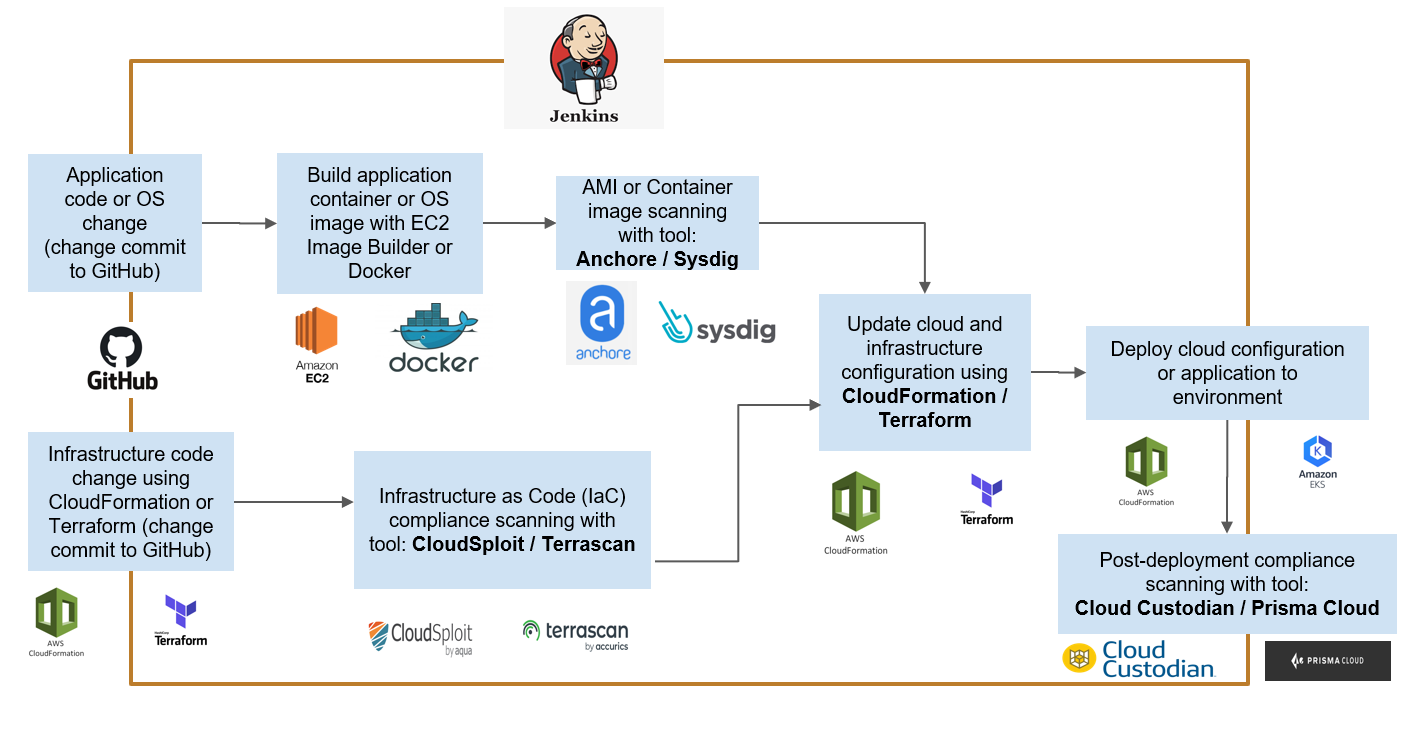 Jenkins
Application
code or OS
change
(change commit
to GitHub)
Build application
container or OS
image with EC2
Image Builder or
Docker
AMI or Container
image scanning
with tool:
Anchore / Sysdig
GitHub
Amazon
EC2
docker
anchore
sysdig
Update cloud and
infrastructure
configuration using
CloudFormation /
Terraform
Deploy cloud configuration
or application to
environment
Infrastructure code
change using
CloudFormation or
Terraform (change
commit to GitHub)
Infrastructure as Code (IaC)
compliance scanning with
tool: CloudSploit / Terrascan
AWS
CloudFormation
HashiCorp
Terraform
AWS
CloudFormation
Amazon
EKS
Post-deployment compliance
scanning with tool:
Cloud Custodian / Prisma Cloud
AWS
CloudFormation
HashiCorp
Terraform
CloudSploit
by aqua
terrascan
by accurics
Cloud
Custodian
PRISMA CLOUD